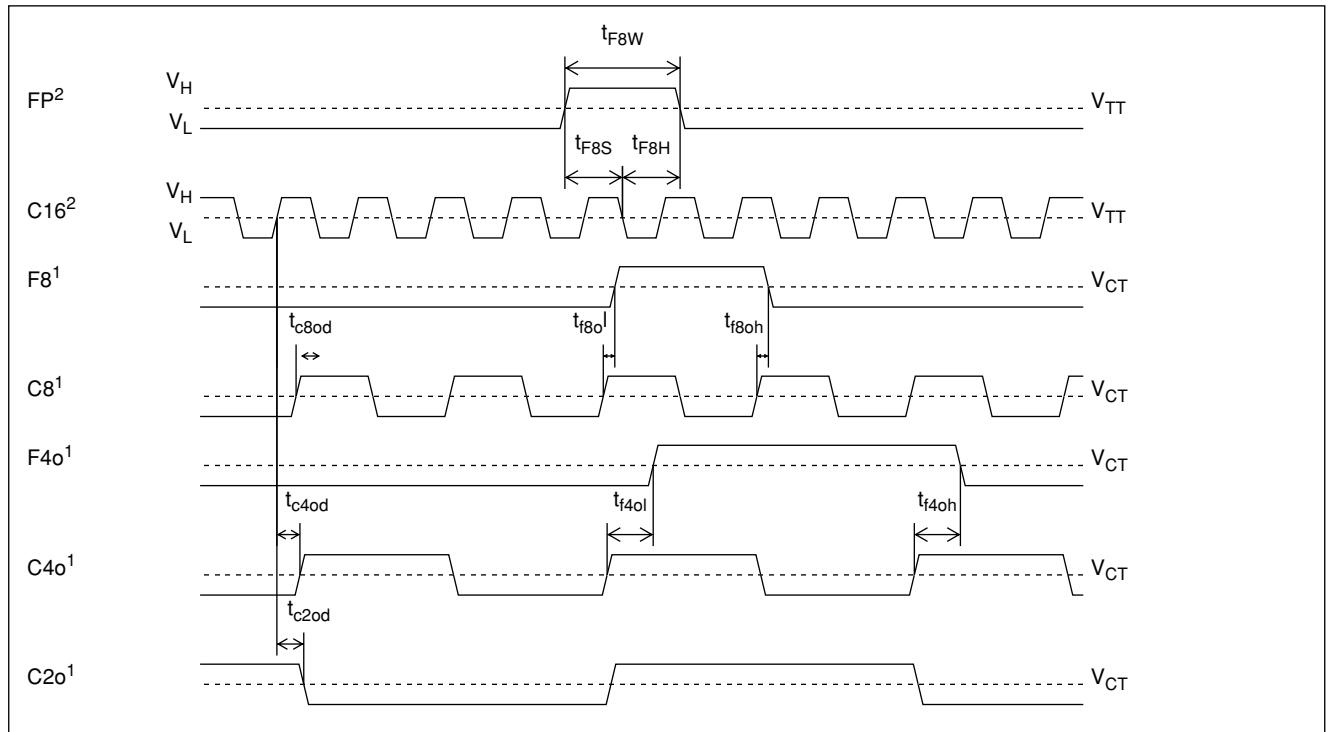 tF8W
VH
FP² VTT
VL
tF8S tF8H
VH
C16² VTT
VL
F8¹ VCT
tc8od tf8ol tf8oh
C8¹ VCT
F4o¹ VCT
tc4od tf4ol tf4oh
C4o¹ VCT
tc2od
C2o¹ VCT